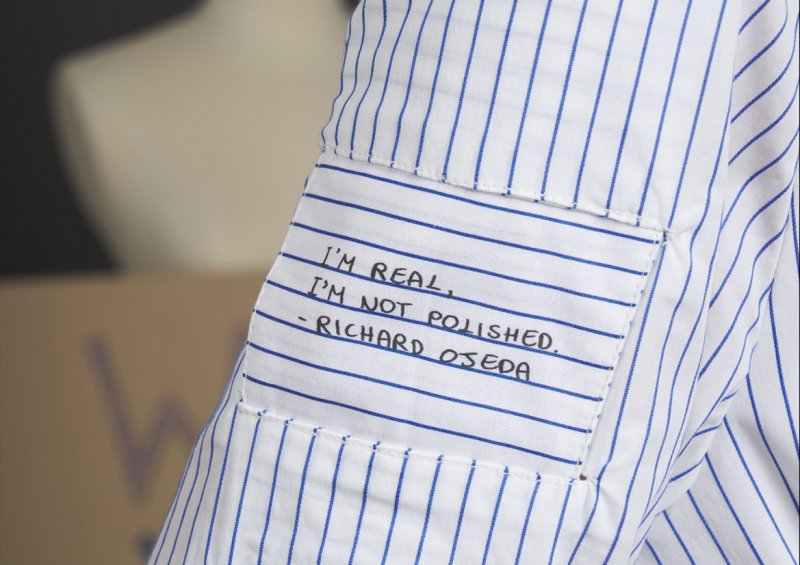 I'M REAL,
I'M NOT POLISHED.
- RICHARD OJEDA